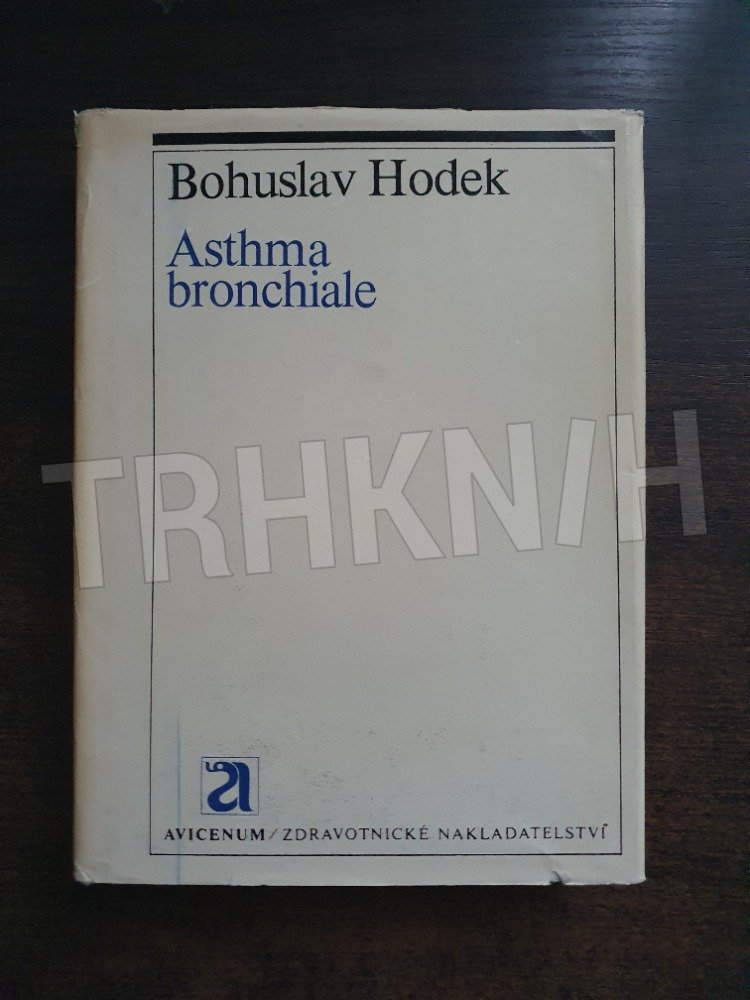 Bohuslav Hodek
Asthma
bronchiale
TRHKNIH
a
AVICENUM/ZDRAVOTNICKÉ NAKLADATELSTVÍ